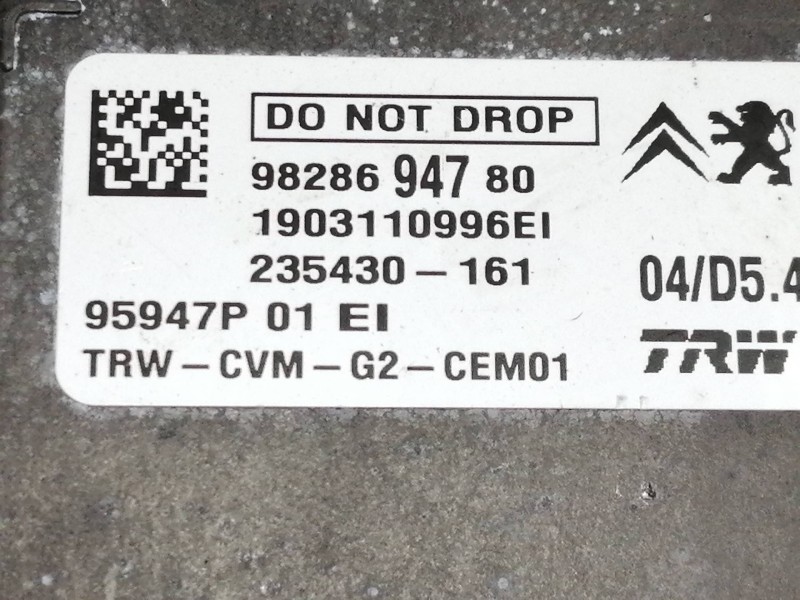 DO NOT DROP
98286 947 80
1903110996EI
235430-161
04/D5.4
95947P 01 EI
TRW-CVM-G2-CEM01
TRW